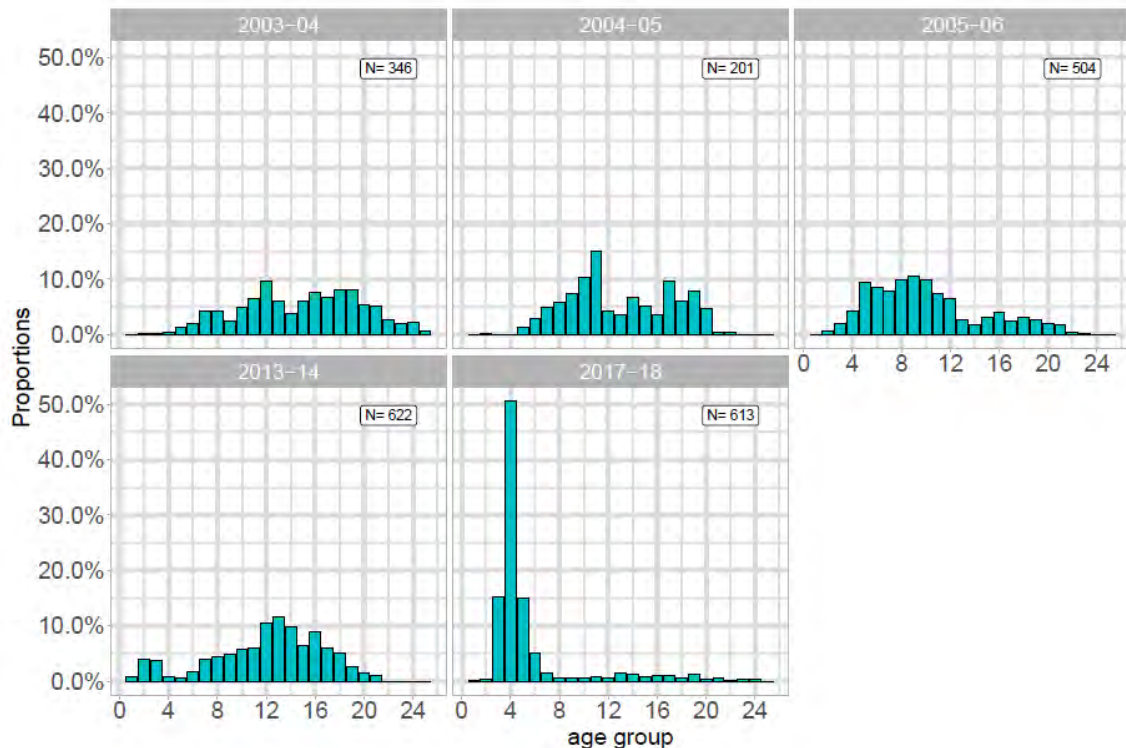 2003-04 2004-05 2005-06
50.0% N= 346 N= 201 N= 504
40.0%
30.0%
20.0%
10.0%
0.0%
0 4 8 12 16 20 24
2013-14 2017-18
50.0% N= 622 N= 613
40.0%
30.0%
20.0%
10.0%
0.0%
0 4 8 12 16 20 24 0 4 8 12 16 20 24
Proportions
age group